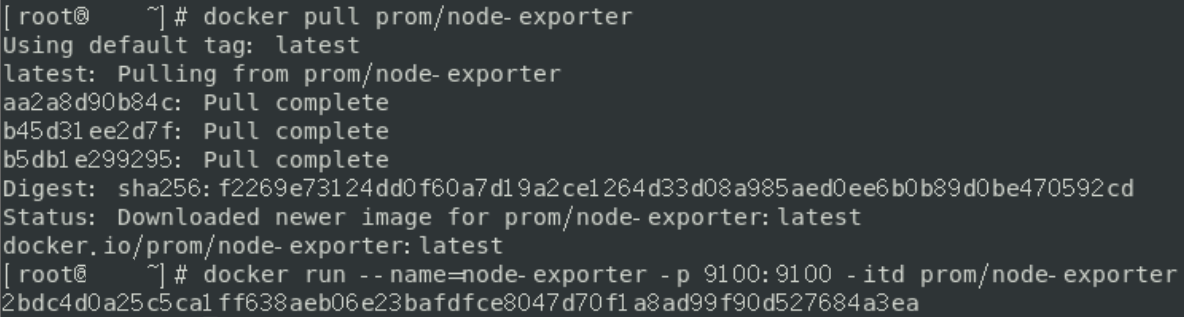 [root@ ~]# docker pull prom/node-exporter
Using default tag: latest
latest: Pulling from prom/node-exporter
aa2a8d90b84c: Pull complete
b45d31ee2d7f: Pull complete
b5db1e299295: Pull complete
Digest: sha256:f2269e73124dd0f60a7d19a2ce1264d33d08a985aed0ee6b0b89d0be470592cd
Status: Downloaded newer image for prom/node-exporter:latest
docker.io/prom/node-exporter:latest
[root@ ~]# docker run --name=node-exporter -p 9100:9100 -itd prom/node-exporter
2bdc4d0a25c5ca1ff638aeb06e23bafdfce8047d70f1a8ad99f90d527684a3ea